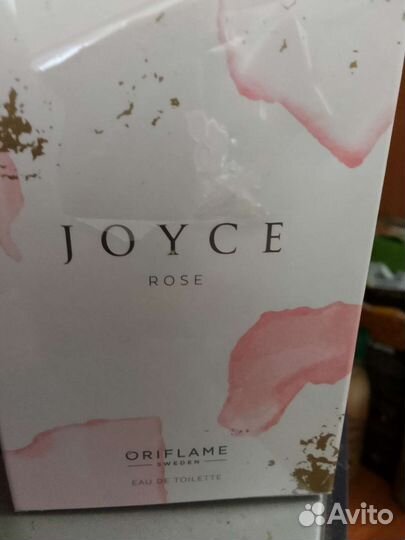 JOYCE
ROSE
ORIFLAME
SWEDEN
EAU DE TOILETTE
Avito